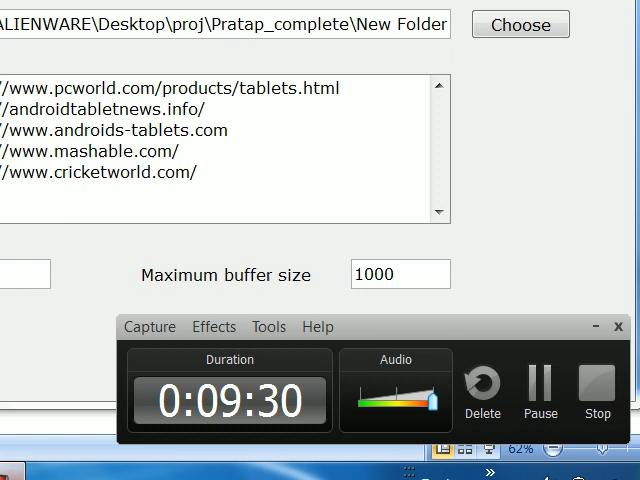 ALIENWARE\Desktop\proj\Pratap_complete\New Folder
Choose
//www.pcworld.com/products/tablets.html
//androidtabletnews.info/
//www.androids-tablets.com
//www.mashable.com/
//www.cricketworld.com/
Maximum buffer size
1000
Capture Effects Tools Help
Duration
Audio
0:09:30
Delete
Pause
Stop
62%